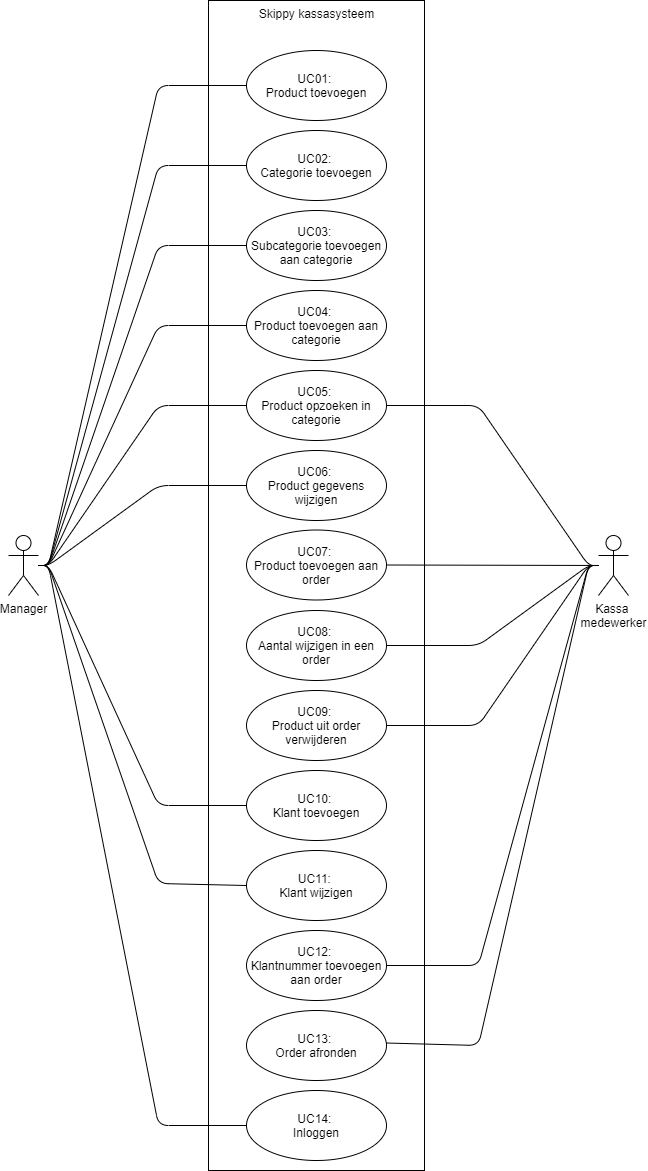 Skippy kassasysteem
UC01:
Product toevoegen
UC02:
Categorie toevoegen
UC03:
Subcategorie toevoegen
aan categorie
UC04:
Product toevoegen aan
categorie
UC05:
Product opzoeken in
categorie
UC06:
Product gegevens
wijzigen
UC07:
Product toevoegen aan
order
Manager
Kassa
medewerker
UC08:
Aantal wijzigen in een
order
UC09:
Product uit order
verwijderen
UC10:
Klant toevoegen
UC11:
Klant wijzigen
UC12:
Klantnummer toevoegen
aan order
UC13:
Order afronden
UC14:
Inloggen